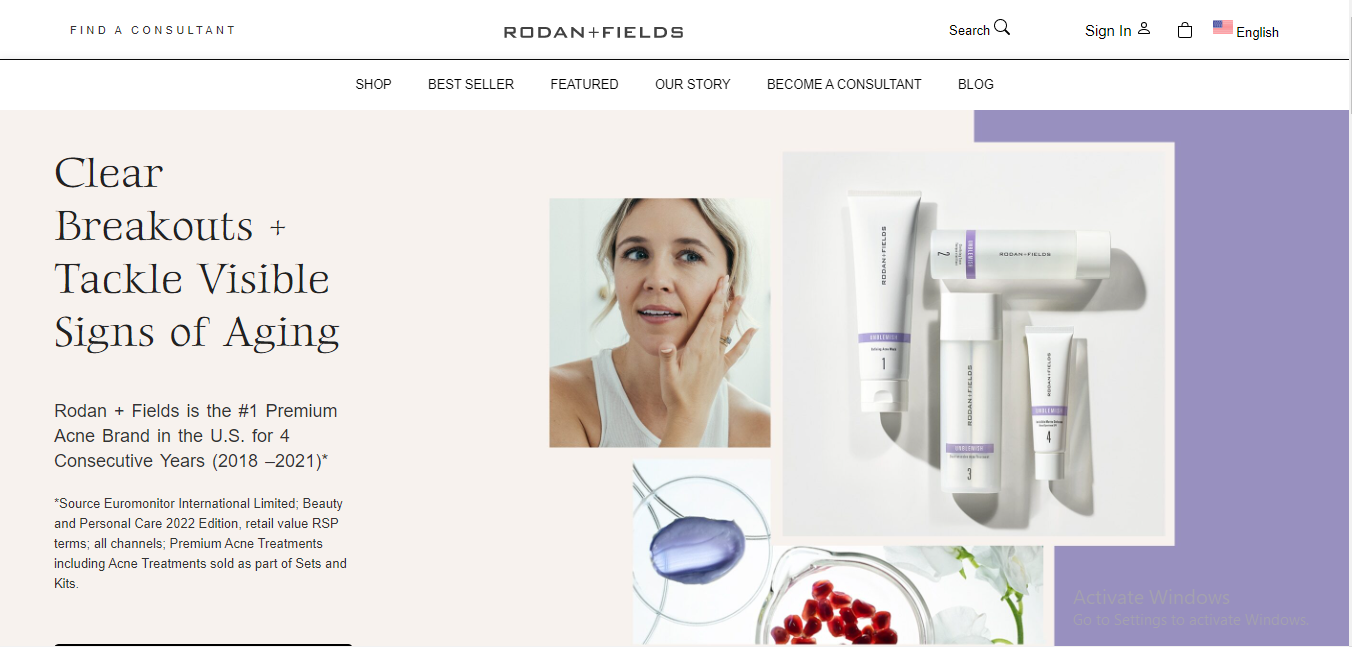 FIND A CONSULTANT
RODAN+FIELDS
Search
Sign In
English
SHOP
BEST SELLER
FEATURED
OUR STORY
BECOME A CONSULTANT
BLOG
Clear
Breakouts +
Tackle Visible
Signs of Aging
Rodan + Fields is the #1 Premium
Acne Brand in the U.S. for 4
Consecutive Years (2018 –2021)*
*Source Euromonitor International Limited; Beauty
and Personal Care 2022 Edition, retail value RSP
terms; all channels; Premium Acne Treatments
including Acne Treatments sold as part of Sets and
Kits.
RODAN+FIELDS
UNBLEMISH
1
2
UNBLEMISH
RODAN+FIELDS
RODAN+FIELDS
UNBLEMISH
3
RODAN+FIELDS
UNBLEMISH
4
Activate Windows
Go to Settings to activate Windows.